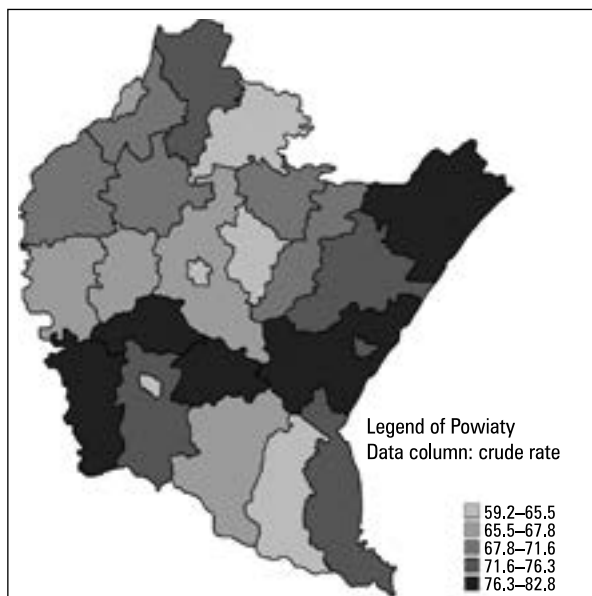 Legend of Powiaty
Data column: crude rate
59.2–65.5
65.5–67.8
67.8–71.6
71.6–76.3
76.3–82.8